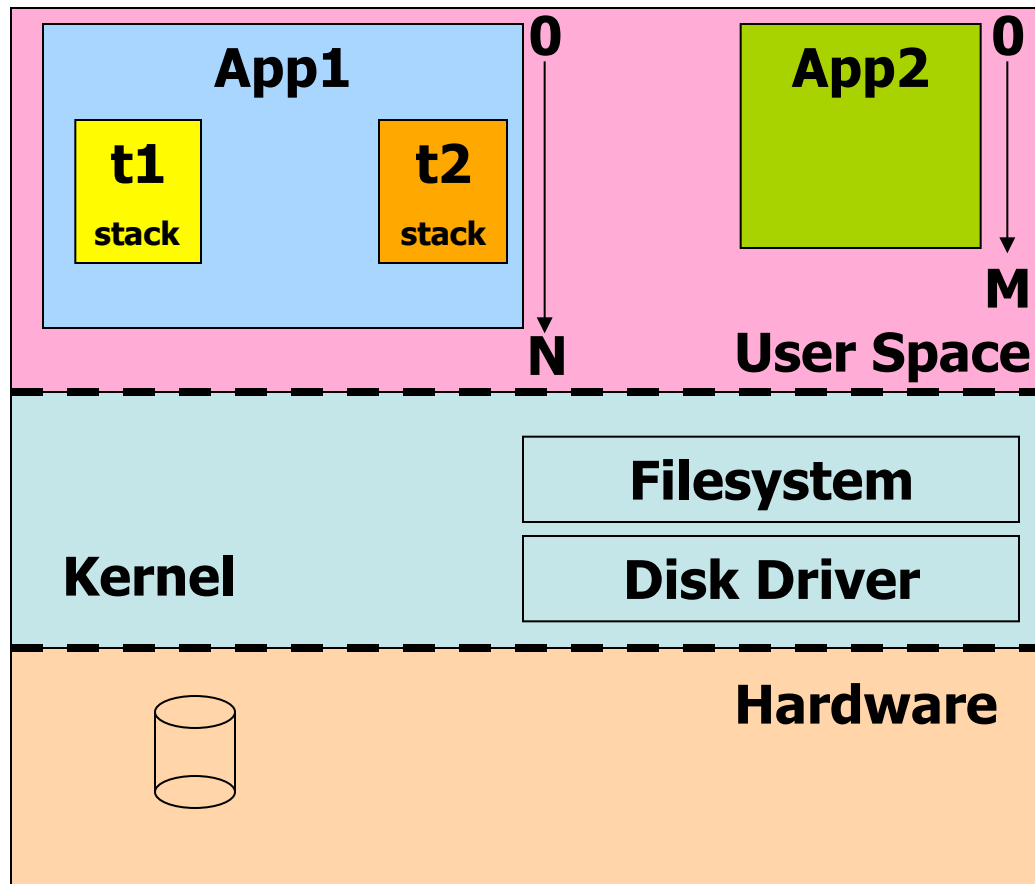 App1
0
t1
stack
t2
stack
N
App2
0
M
User Space
Filesystem
Kernel
Disk Driver
Hardware